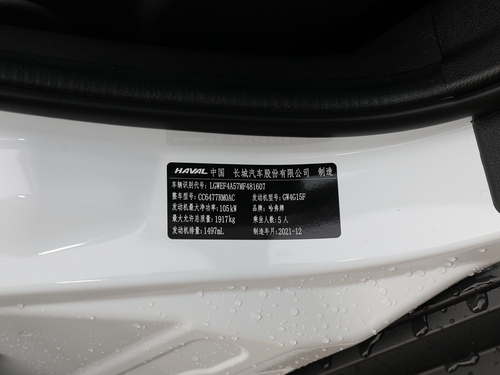 HAVAL 中国 长城汽车股份有限公司 制造
车辆识别代号：LGWEF4A57MF481607
整车型号：CC6477RM0AC 发动机型号：GW4G15F
发动机最大净功率：105kW 品牌：哈弗牌
最大允许总质量：1917kg 乘坐人数：5人
发动机排量：1497mL 制造年月：2021-12